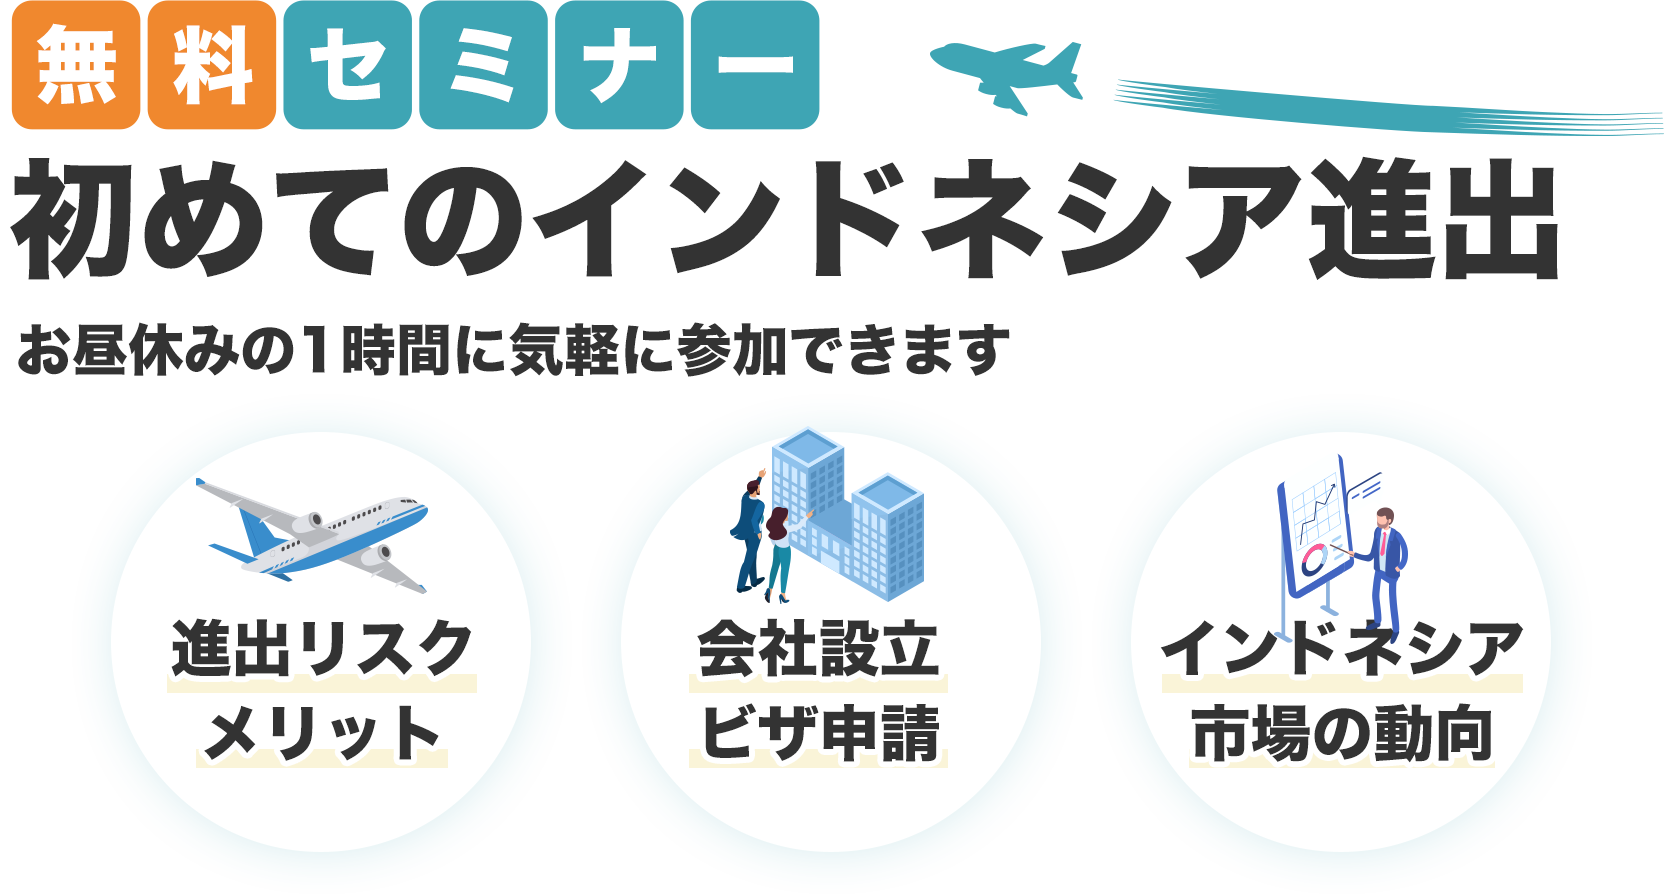 無料セミナー
初めてのインドネシア進出
お昼休みの1時間に気軽に参加できます
進出リスク
メリット
会社設立
ビザ申請
インドネシア
市場の動向